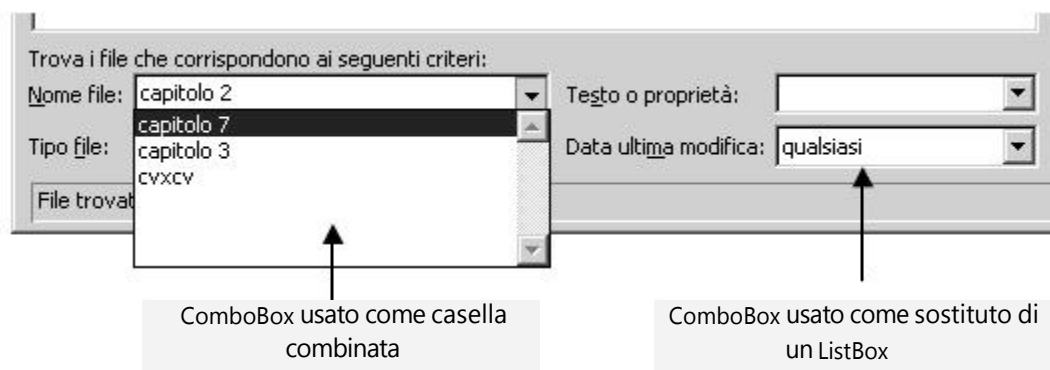 Trova i file che corrispondono ai seguenti criteri:
Nome file: capitolo 2 Testo o proprietà:
capitolo 7
Tipo file: capitolo 3 Data ultima modifica: qualsiasi
cvxcv
File trovat
ComboBox usato come casella
combinata
ComboBox usato come sostituto di
un ListBox